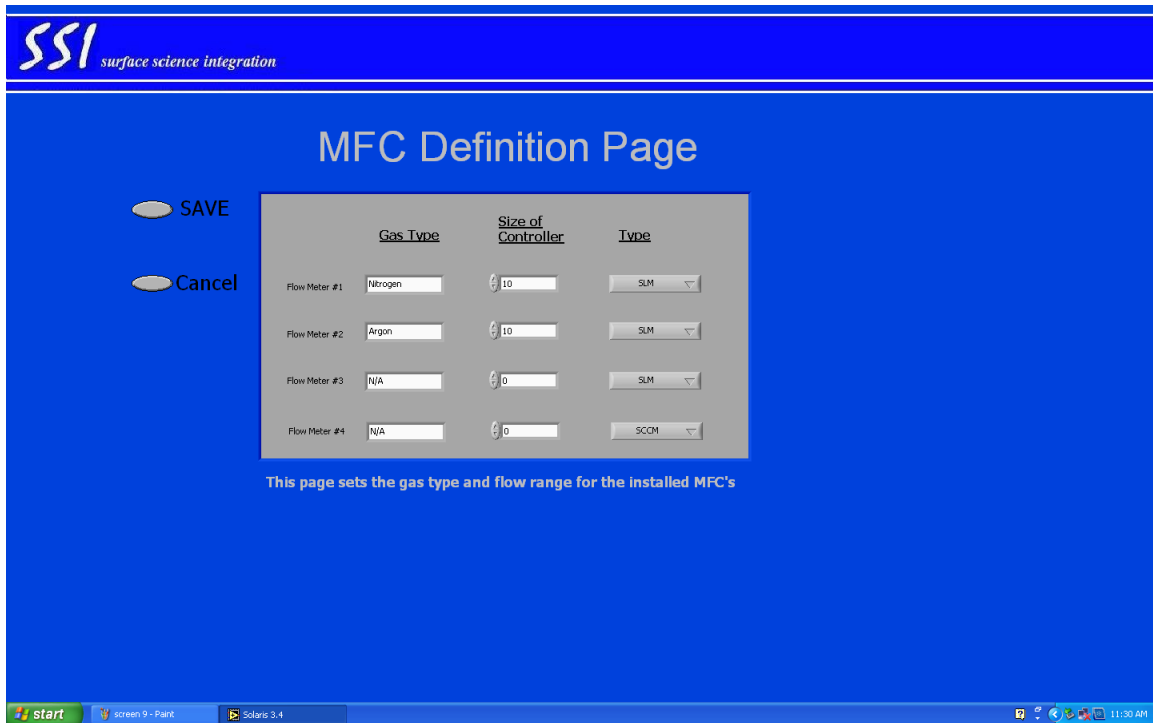 SSI surface science integration
MFC Definition Page
SAVE
Cancel
Gas Type
Size of
Controller
Type
Flow Meter #1 Nitrogen 10 SLM
Flow Meter #2 Argon 10 SLM
Flow Meter #3 N/A 0 SLM
Flow Meter #4 N/A 0 SCCM
This page sets the gas type and flow range for the installed MFC's
start screen 9 - Paint Solaris 3.4 11:30 AM